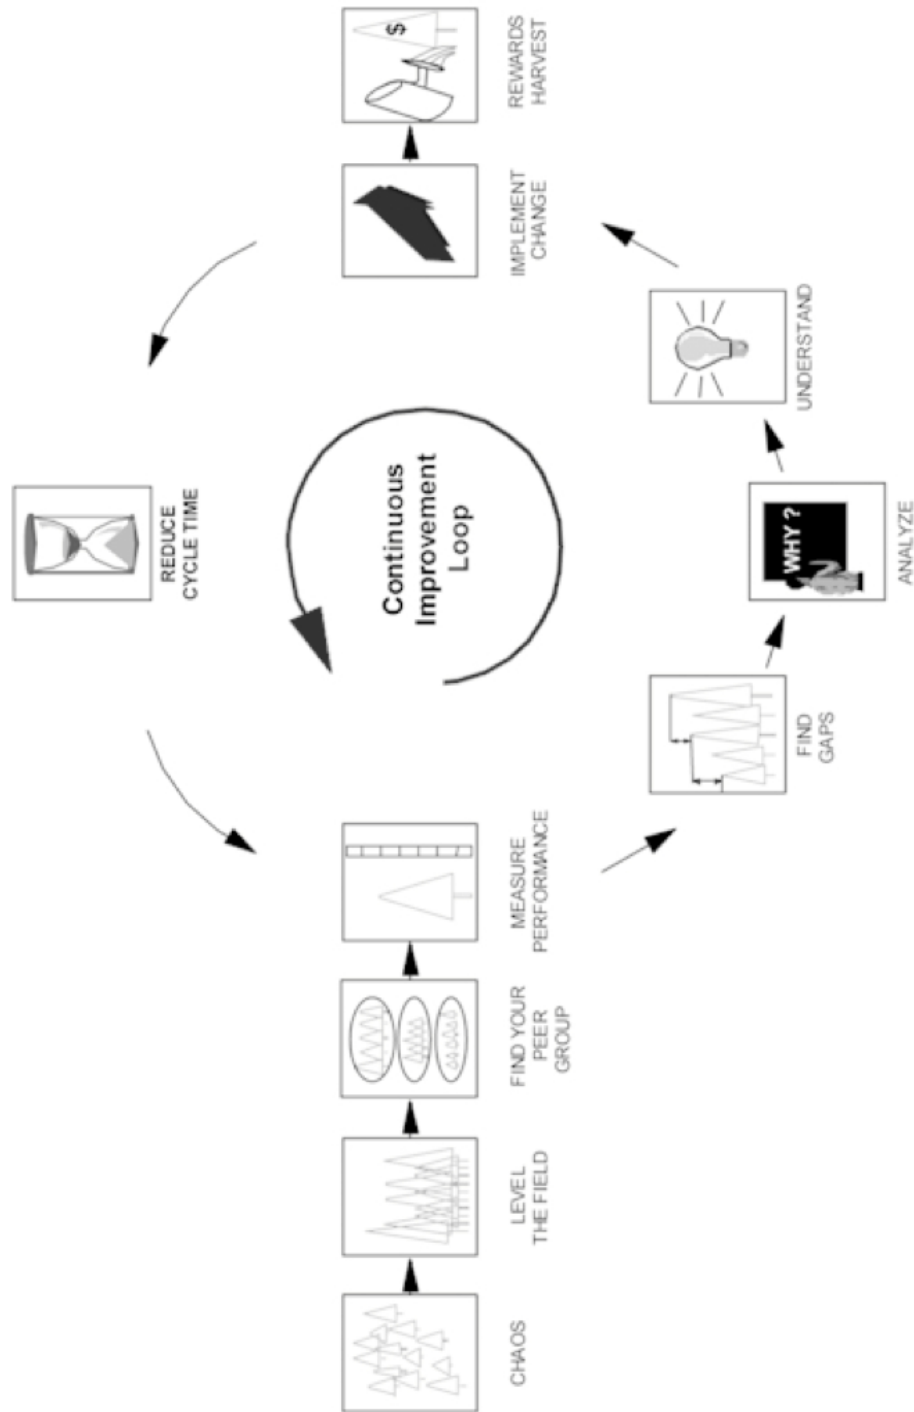 CHAOS
LEVEL
THE FIELD
FIND YOUR
PEER
GROUP
MEASURE
PERFORMANCE
FIND
GAPS
WHY ?
ANALYZE
UNDERSTAND
IMPLEMENT
CHANGE
$
REWARDS
HARVEST
REDUCE
CYCLE TIME
Continuous
Improvement
Loop